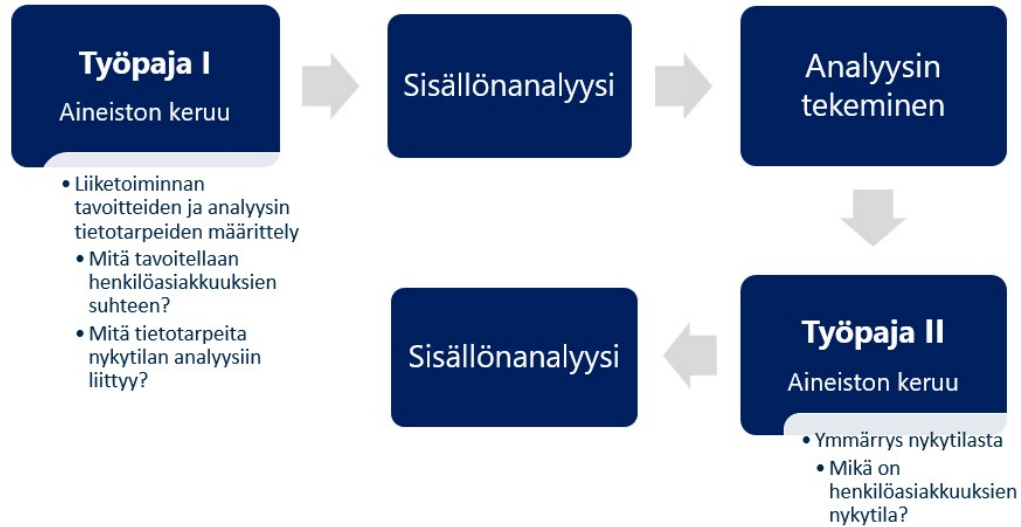 Työpaja I
Aineiston keruu
• Liiketoiminnan
tavoitteiden ja analyysin
tietotarpeiden määrittely
• Mitä tavoitellaan
henkilöasiakkuuksien
suhteen?
• Mitä tietotarpeita
nykytilan analyysiin
liittyy?
Sisällönanalyysi
Analyysin
tekeminen
Työpaja II
Aineiston keruu
• Ymmärrys nykytilasta
• Mikä on
henkilöasiakkuuksien
nykytila?
Sisällönanalyysi